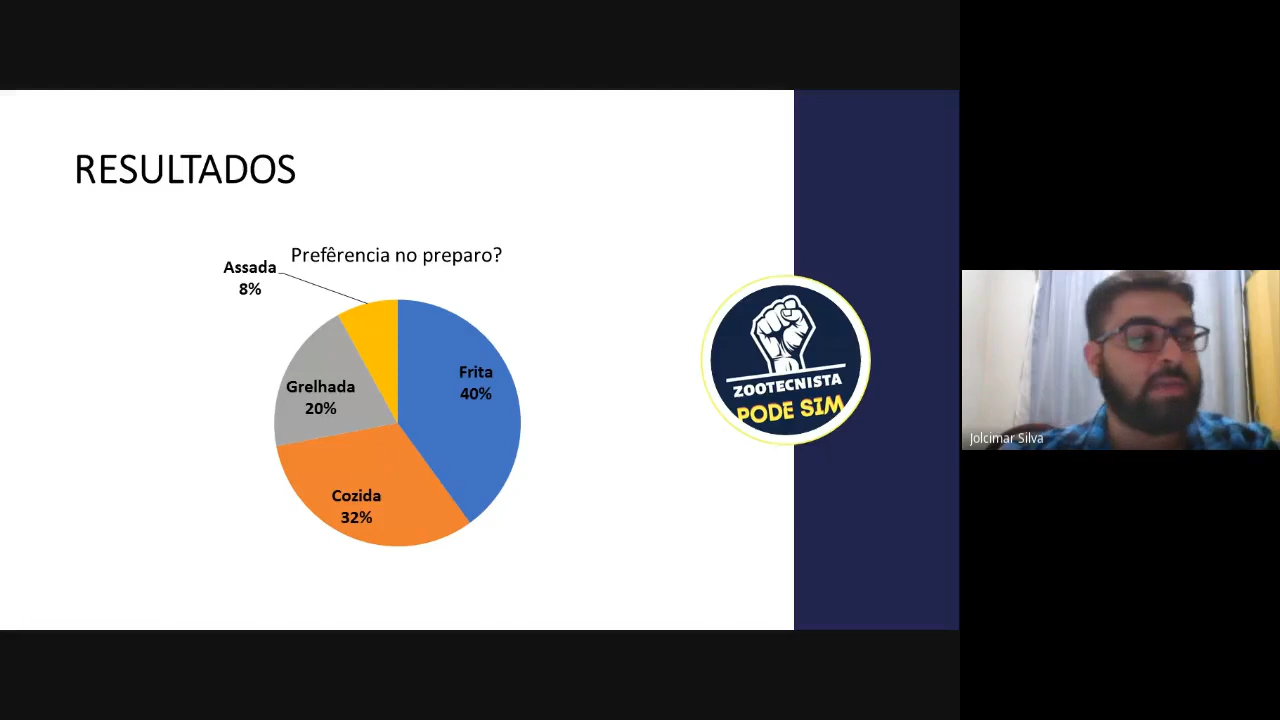 RESULTADOS
Prefêrencia no preparo?
Assada
8%
Frita
40%
Grelhada
20%
Cozida
32%
ZOOTECNISTA
PODE SIM
Jolcimar Silva